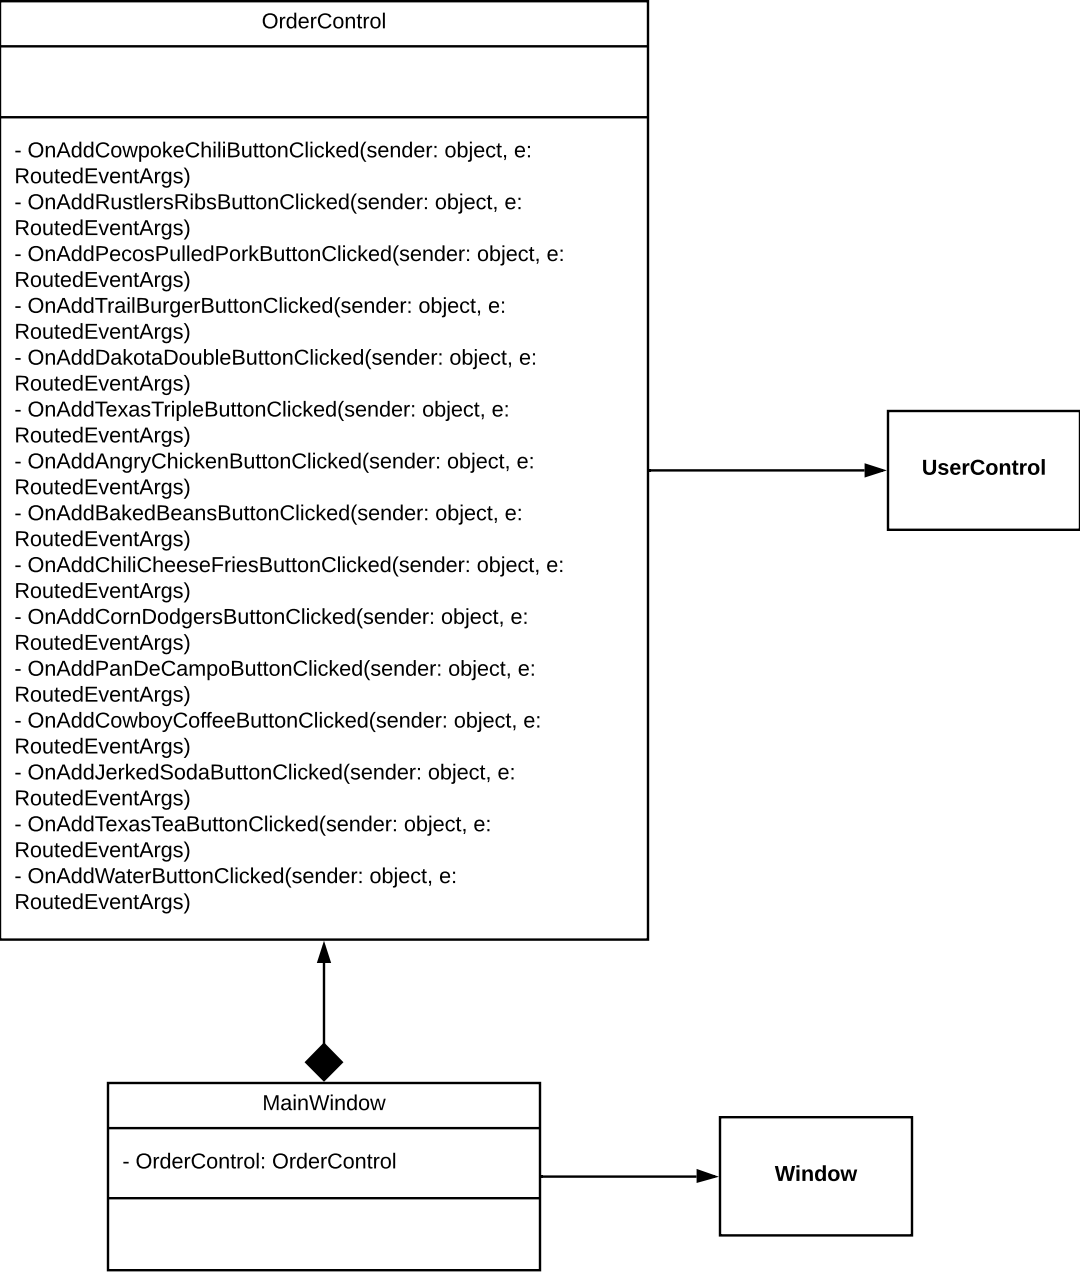 OrderControl
- OnAddCowpokeChiliButtonClicked(sender: object, e:
RoutedEventArgs)
- OnAddRustlersRibsButtonClicked(sender: object, e:
RoutedEventArgs)
- OnAddPecosPulledPorkButtonClicked(sender: object, e:
RoutedEventArgs)
- OnAddTrailBurgerButtonClicked(sender: object, e:
RoutedEventArgs)
- OnAddDakotaDoubleButtonClicked(sender: object, e:
RoutedEventArgs)
- OnAddTexasTripleButtonClicked(sender: object, e:
RoutedEventArgs)
- OnAddAngryChickenButtonClicked(sender: object, e:
RoutedEventArgs)
- OnAddBakedBeansButtonClicked(sender: object, e:
RoutedEventArgs)
- OnAddChiliCheeseFriesButtonClicked(sender: object, e:
RoutedEventArgs)
- OnAddCornDodgersButtonClicked(sender: object, e:
RoutedEventArgs)
- OnAddPanDeCampoButtonClicked(sender: object, e:
RoutedEventArgs)
- OnAddCowboyCoffeeButtonClicked(sender: object, e:
RoutedEventArgs)
- OnAddJerkedSodaButtonClicked(sender: object, e:
RoutedEventArgs)
- OnAddTexasTeaButtonClicked(sender: object, e:
RoutedEventArgs)
- OnAddWaterButtonClicked(sender: object, e:
RoutedEventArgs)
UserControl
MainWindow
- OrderControl: OrderControl
Window